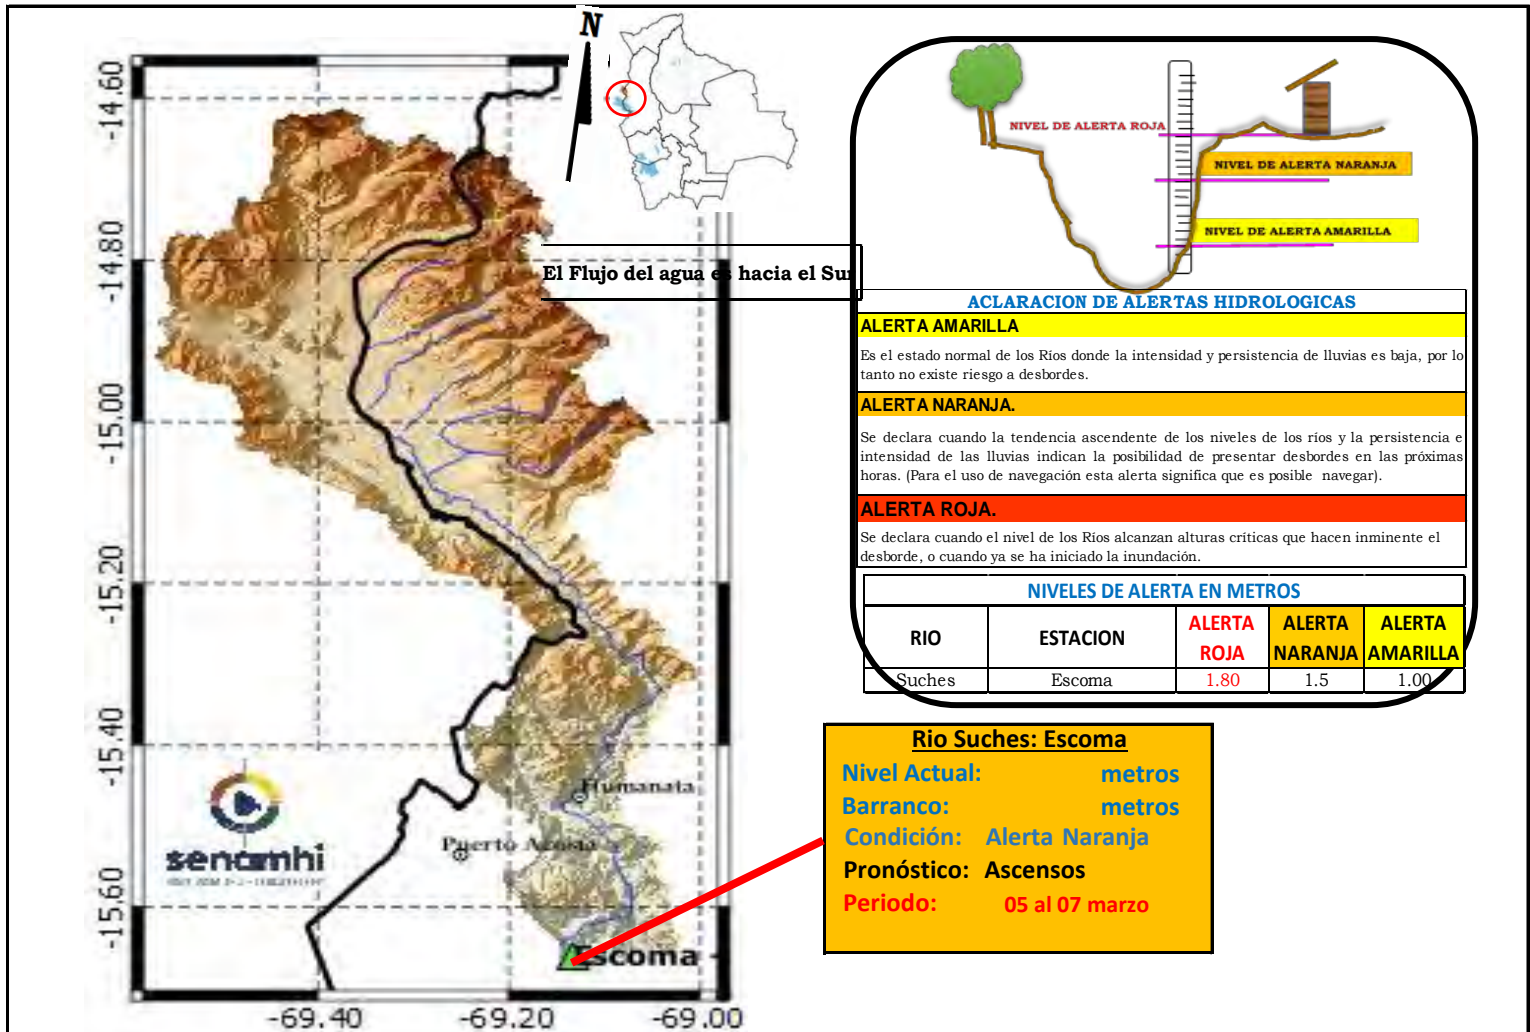 N
-14.60
-14.80
-15.00
-15.20
-15.40
-15.60
-69.40
-69.20
-69.00
El Flujo del agua es hacia el Sur
Humanata
Puerto Acosta
Escoma
senamhi
NIVEL DE ALERTA ROJA
NIVEL DE ALERTA NARANJA
NIVEL DE ALERTA AMARILLA
ACLARACION DE ALERTAS HIDROLOGICAS
ALERTA AMARILLA
Es el estado normal de los Ríos donde la intensidad y persistencia de lluvias es baja, por lo
tanto no existe riesgo a desbordes.
ALERTA NARANJA.
Se declara cuando la tendencia ascendente de los niveles de los ríos y la persistencia e
intensidad de las lluvias indican la posibilidad de presentar desbordes en las próximas
horas. (Para el uso de navegación esta alerta significa que es posible navegar).
ALERTA ROJA.
Se declara cuando el nivel de los Ríos alcanzan alturas críticas que hacen inminente el
desborde, o cuando ya se ha iniciado la inundación.
NIVELES DE ALERTA EN METROS
RIO ESTACION ALERTA ROJA ALERTA NARANJA ALERTA AMARILLA
Suches Escoma 1.80 1.5 1.00
Rio Suches: Escoma
Nivel Actual: metros
Barranco: metros
Condición: Alerta Naranja
Pronóstico: Ascensos
Periodo: 05 al 07 marzo